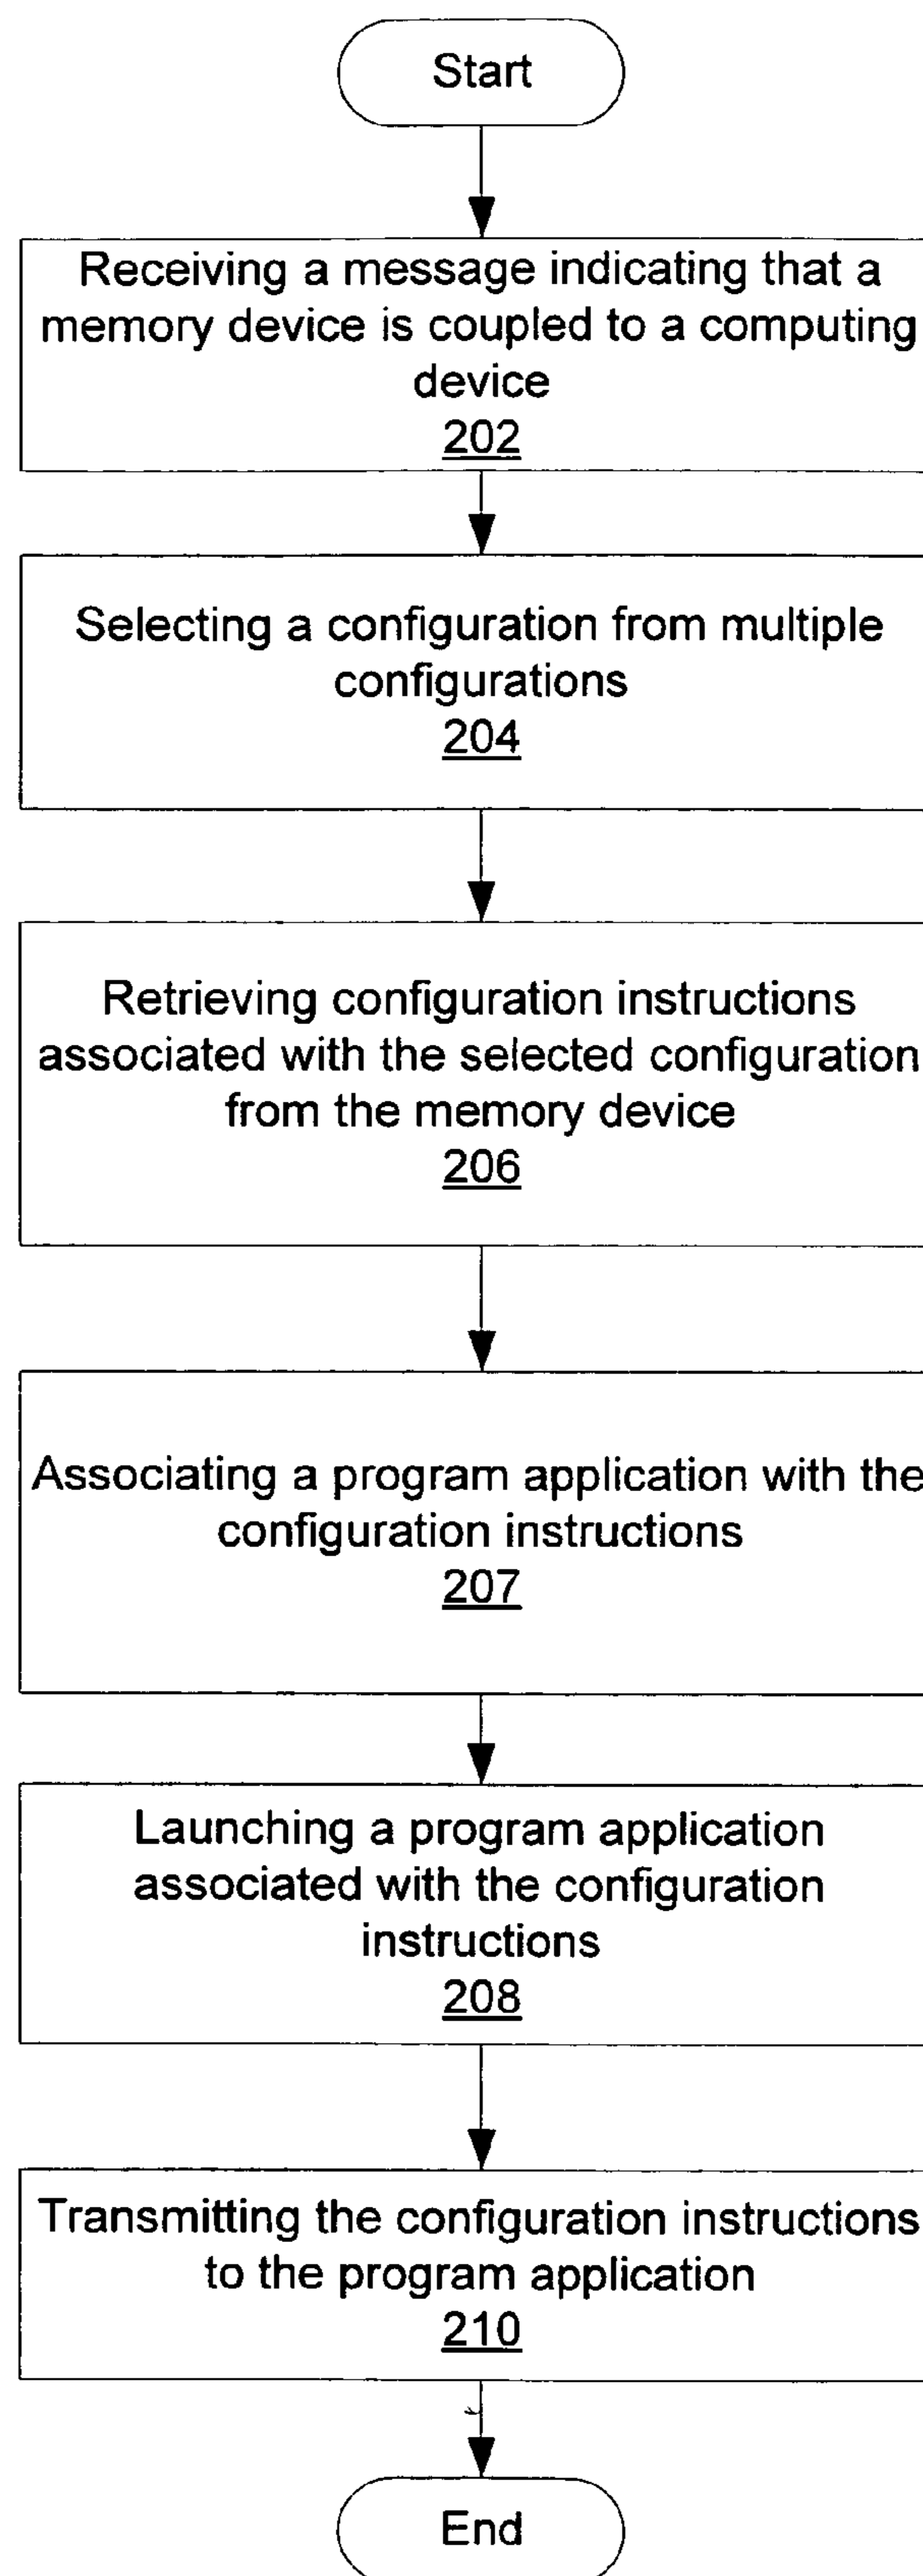 Start
Receiving a message indicating that a
memory device is coupled to a computing
device
202
Selecting a configuration from multiple
configurations
204
Retrieving configuration instructions
associated with the selected configuration
from the memory device
206
Associating a program application with the
configuration instructions
207
Launching a program application
associated with the configuration
instructions
208
Transmitting the configuration instructions
to the program application
210
End